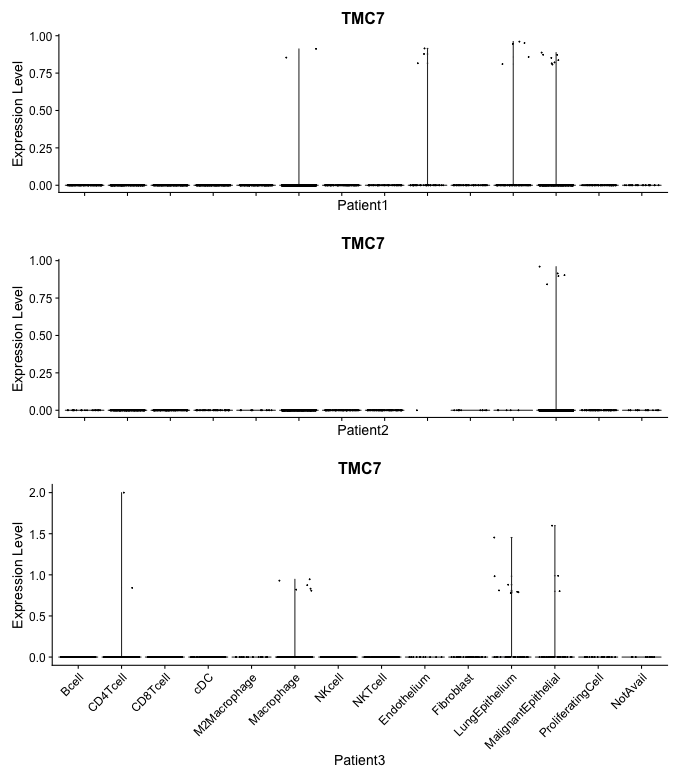 TMC7
1.00
0.75
0.50
0.25
0.00
Expression Level
Patient1
TMC7
1.00
0.75
0.50
0.25
0.00
Expression Level
Patient2
TMC7
2.0
1.5
1.0
0.5
0.0
Expression Level
Bcell
CD4Tcell
CD8Tcell
cDC
M2Macrophage
Macrophage
NKcell
NKTcell
Endothelium
Fibroblast
LungEpithelium
MalignantEpithelial
ProliferatingCell
NotAvail
Patient3